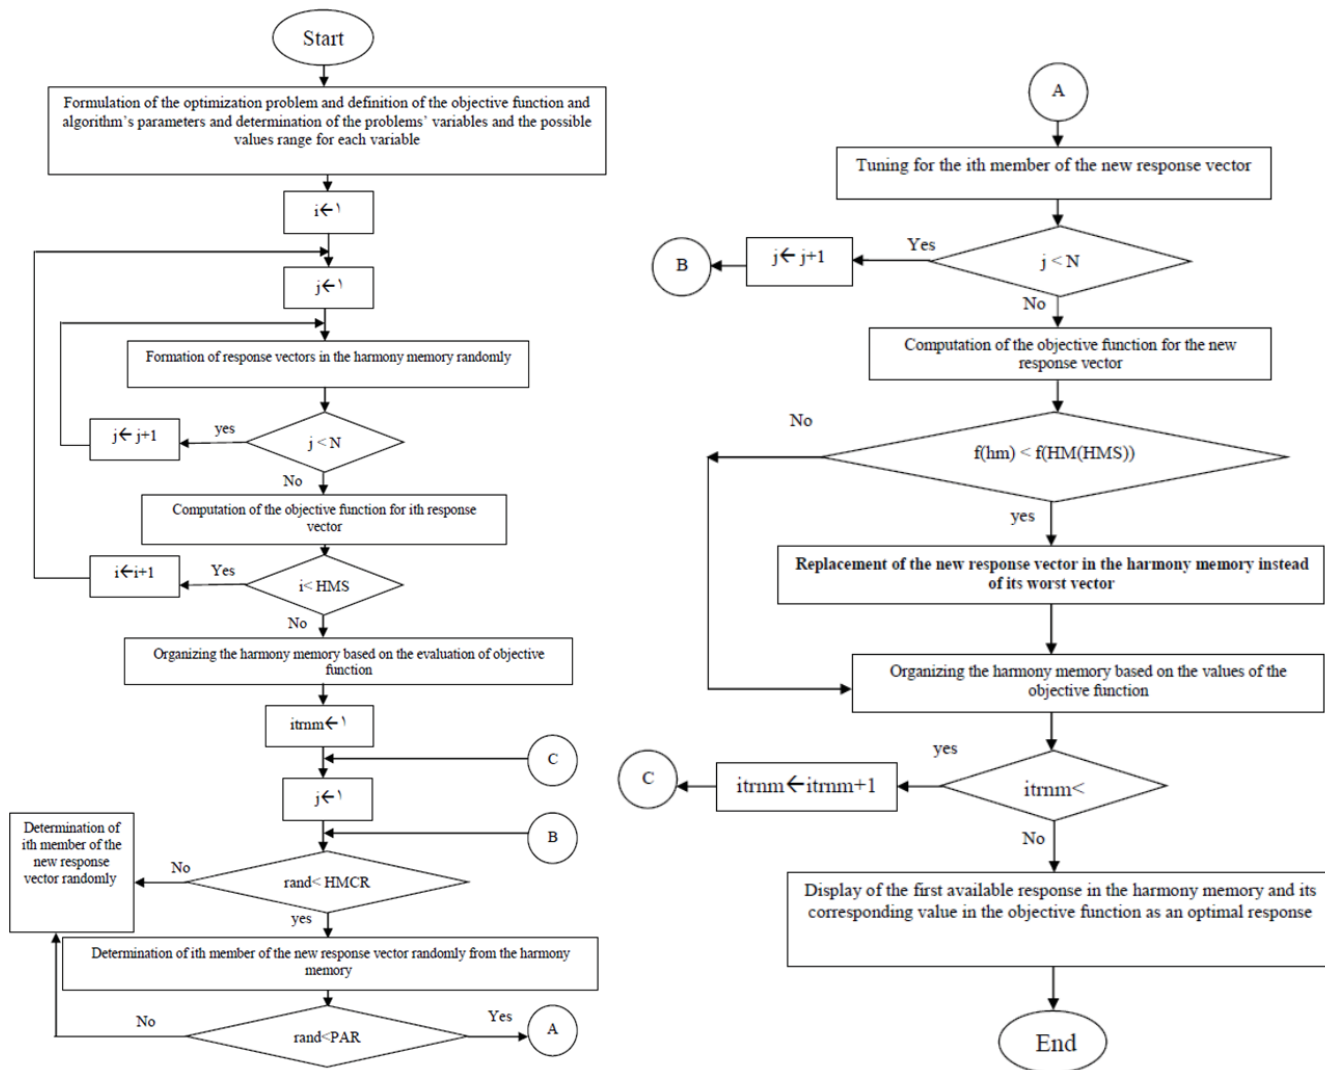 Start
Formulation of the optimization problem and definition of the objective function and
algorithm's parameters and determination of the problems' variables and the possible
values range for each variable
i←١
j←١
Formation of response vectors in the harmony memory randomly
j←j+1
yes
j < N
No
Computation of the objective function for ith response
vector
i←i+1
Yes
i< HMS
No
Organizing the harmony memory based on the evaluation of objective
function
itrnm←١
C
j←١
B
Determination of
ith member of the
new response
vector randomly
No
rand< HMCR
yes
Determination of ith member of the new response vector randomly from the harmony
memory
No
rand<PAR
Yes
A
A
Tuning for the ith member of the new response vector
B
j← j+1
Yes
j < N
No
Computation of the objective function for the new
response vector
No
f(hm) < f(HM(HMS))
yes
Replacement of the new response vector in the harmony memory instead
of its worst vector
Organizing the harmony memory based on the values of the
objective function
C
itrnm←itrnm+1
yes
itrnm<
No
Display of the first available response in the harmony memory and its
corresponding value in the objective function as an optimal response
End